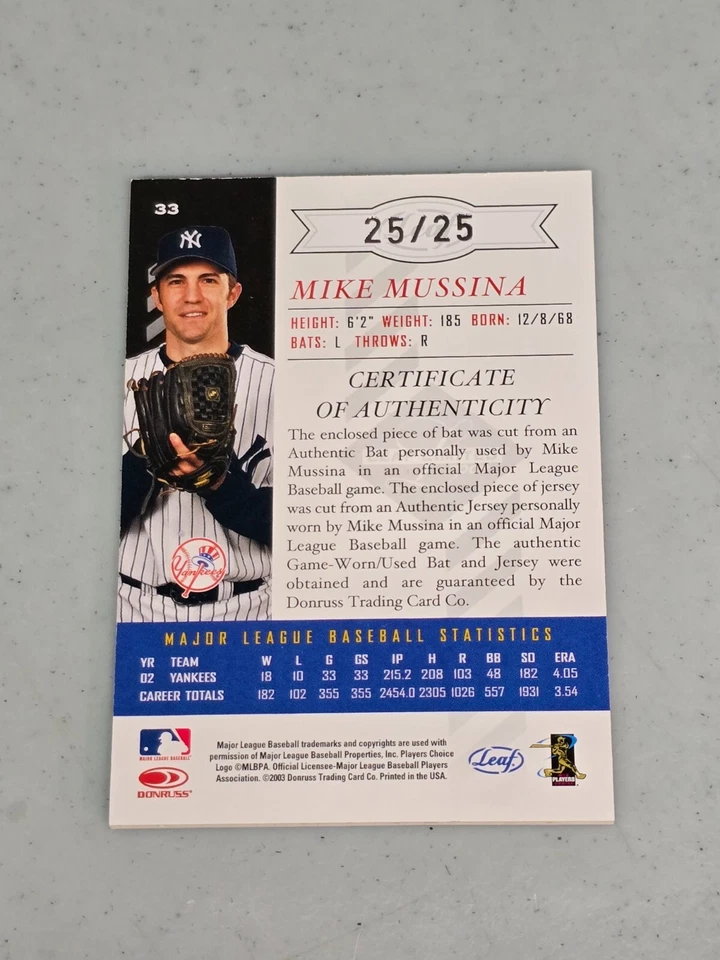 33
25/25
MIKE MUSSINA
HEIGHT: 6'2" WEIGHT: 185 BORN: 12/8/68
BATS: L THROWS: R
CERTIFICATE
OF AUTHENTICITY
The enclosed piece of bat was cut from an
Authentic Bat personally used by Mike
Mussina in an official Major League
Baseball game. The enclosed piece of jersey
was cut from an Authentic Jersey personally
worn by Mike Mussina in an official Major
League Baseball game. The authentic
Game-Worn/Used Bat and Jersey were
obtained and are guaranteed by the
Donruss Trading Card Co.
Yankees
MAJOR LEAGUE BASEBALL STATISTICS
YR TEAM W L G GS IP H R BB SO ERA
02 YANKEES 18 10 33 33 215.2 208 103 48 182 4.05
CAREER TOTALS 182 102 355 355 2454.0 2305 1026 557 1931 3.54
MAJOR LEAGUE BASEBALL
DONRUSS
Major League Baseball trademarks and copyrights are used with
permission of Major League Baseball Properties, Inc. Players Choice
Logo ©MLBPA. Official Licensee-Major League Baseball Players
Association. ©2003 Donruss Trading Card Co. Printed in the USA.
Leaf
PLAYERS